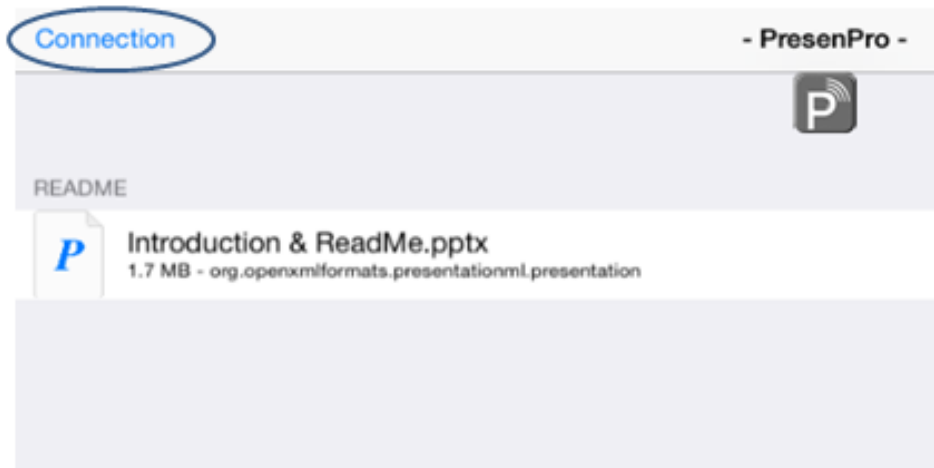 Connection
- PresenPro -
P
README
P
Introduction & ReadMe.pptx
1.7 MB - org.openxmlformats.presentationml.presentation